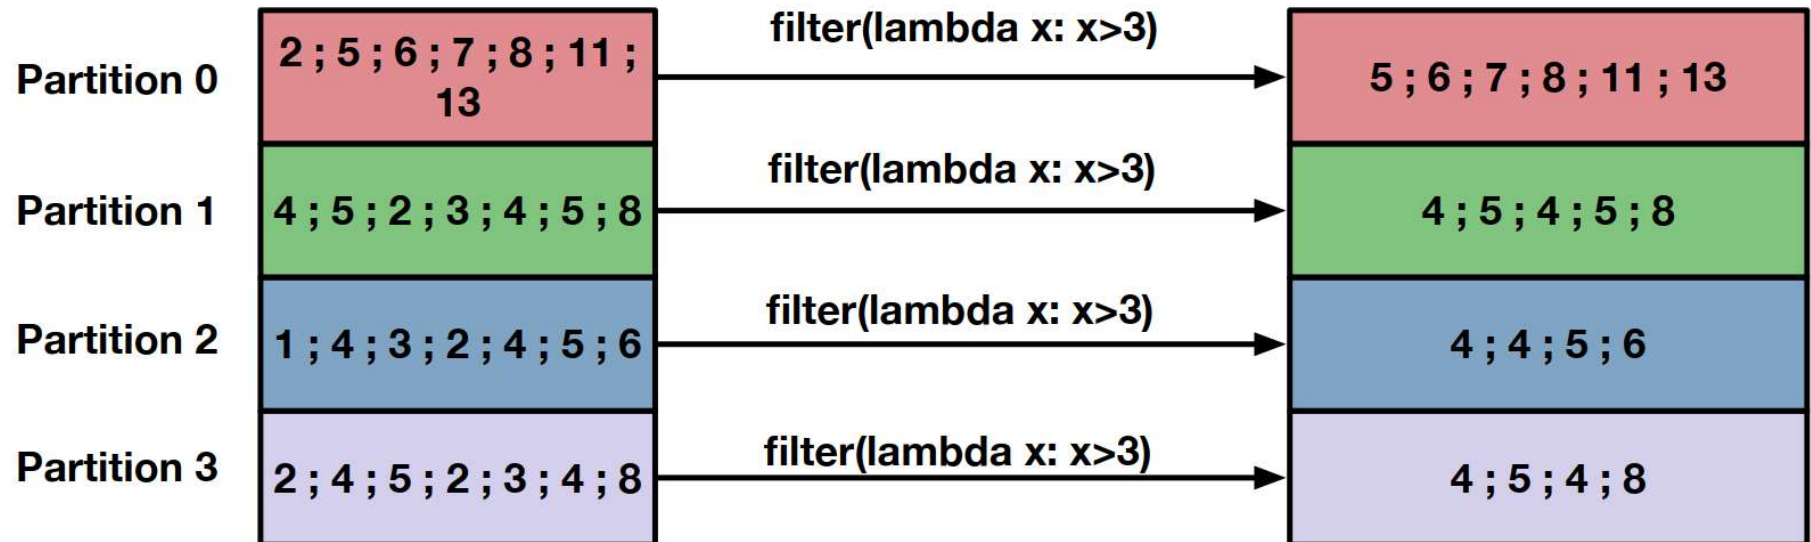 filter(lambda x: x>3)
Partition 0
2 ; 5 ; 6 ; 7 ; 8 ; 11 ;
13
5 ; 6 ; 7 ; 8 ; 11 ; 13
filter(lambda x: x>3)
Partition 1
4 ; 5 ; 2 ; 3 ; 4 ; 5 ; 8
4 ; 5 ; 4 ; 5 ; 8
filter(lambda x: x>3)
Partition 2
1 ; 4 ; 3 ; 2 ; 4 ; 5 ; 6
4 ; 4 ; 5 ; 6
filter(lambda x: x>3)
Partition 3
2 ; 4 ; 5 ; 2 ; 3 ; 4 ; 8
4 ; 5 ; 4 ; 8